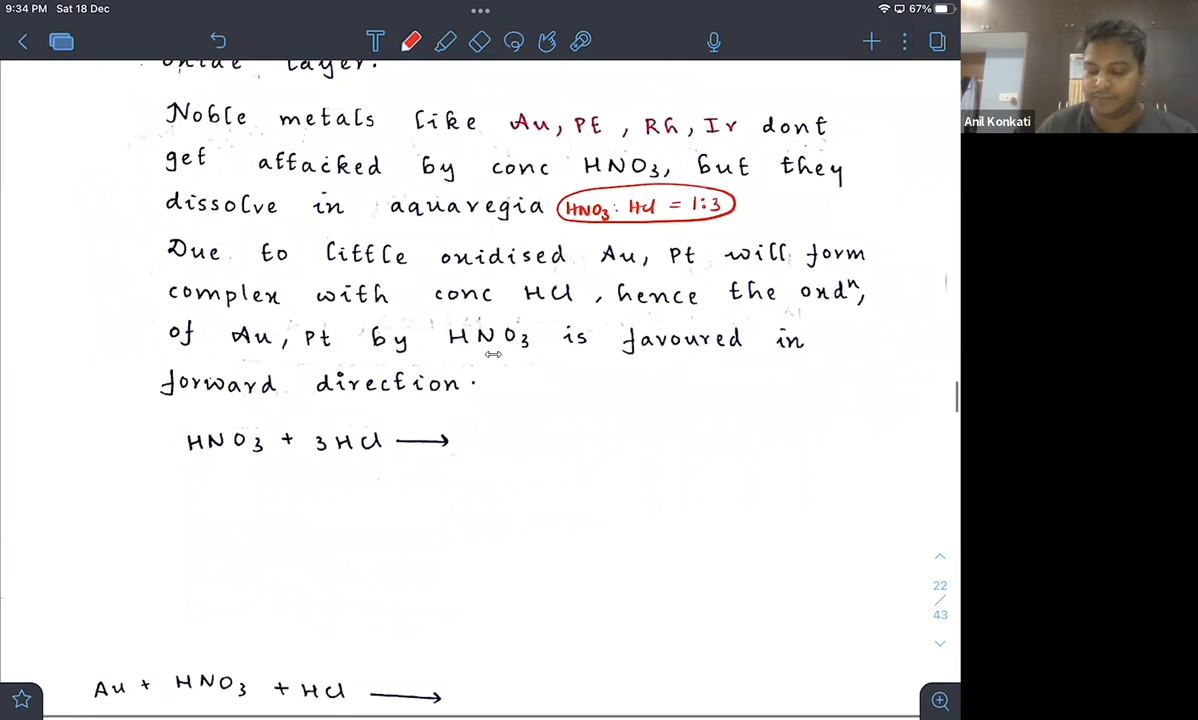 9:34 PM Sat 18 Dec
67%
oxide layer.
Noble metals like Au, Pt, Rh, Ir dont
get attacked by conc HNO3, but they
dissolve in aquaregia HNO3 : HCl = 1:3
Due to little oxidised Au, Pt will form
complex with conc HCl, hence the oxdⁿ,
of Au, Pt by HNO3 is favoured in
forward direction.
HNO3 + 3HCl ⟶
Au + HNO3 + HCl ⟶
Anil Konkati
22
/
43